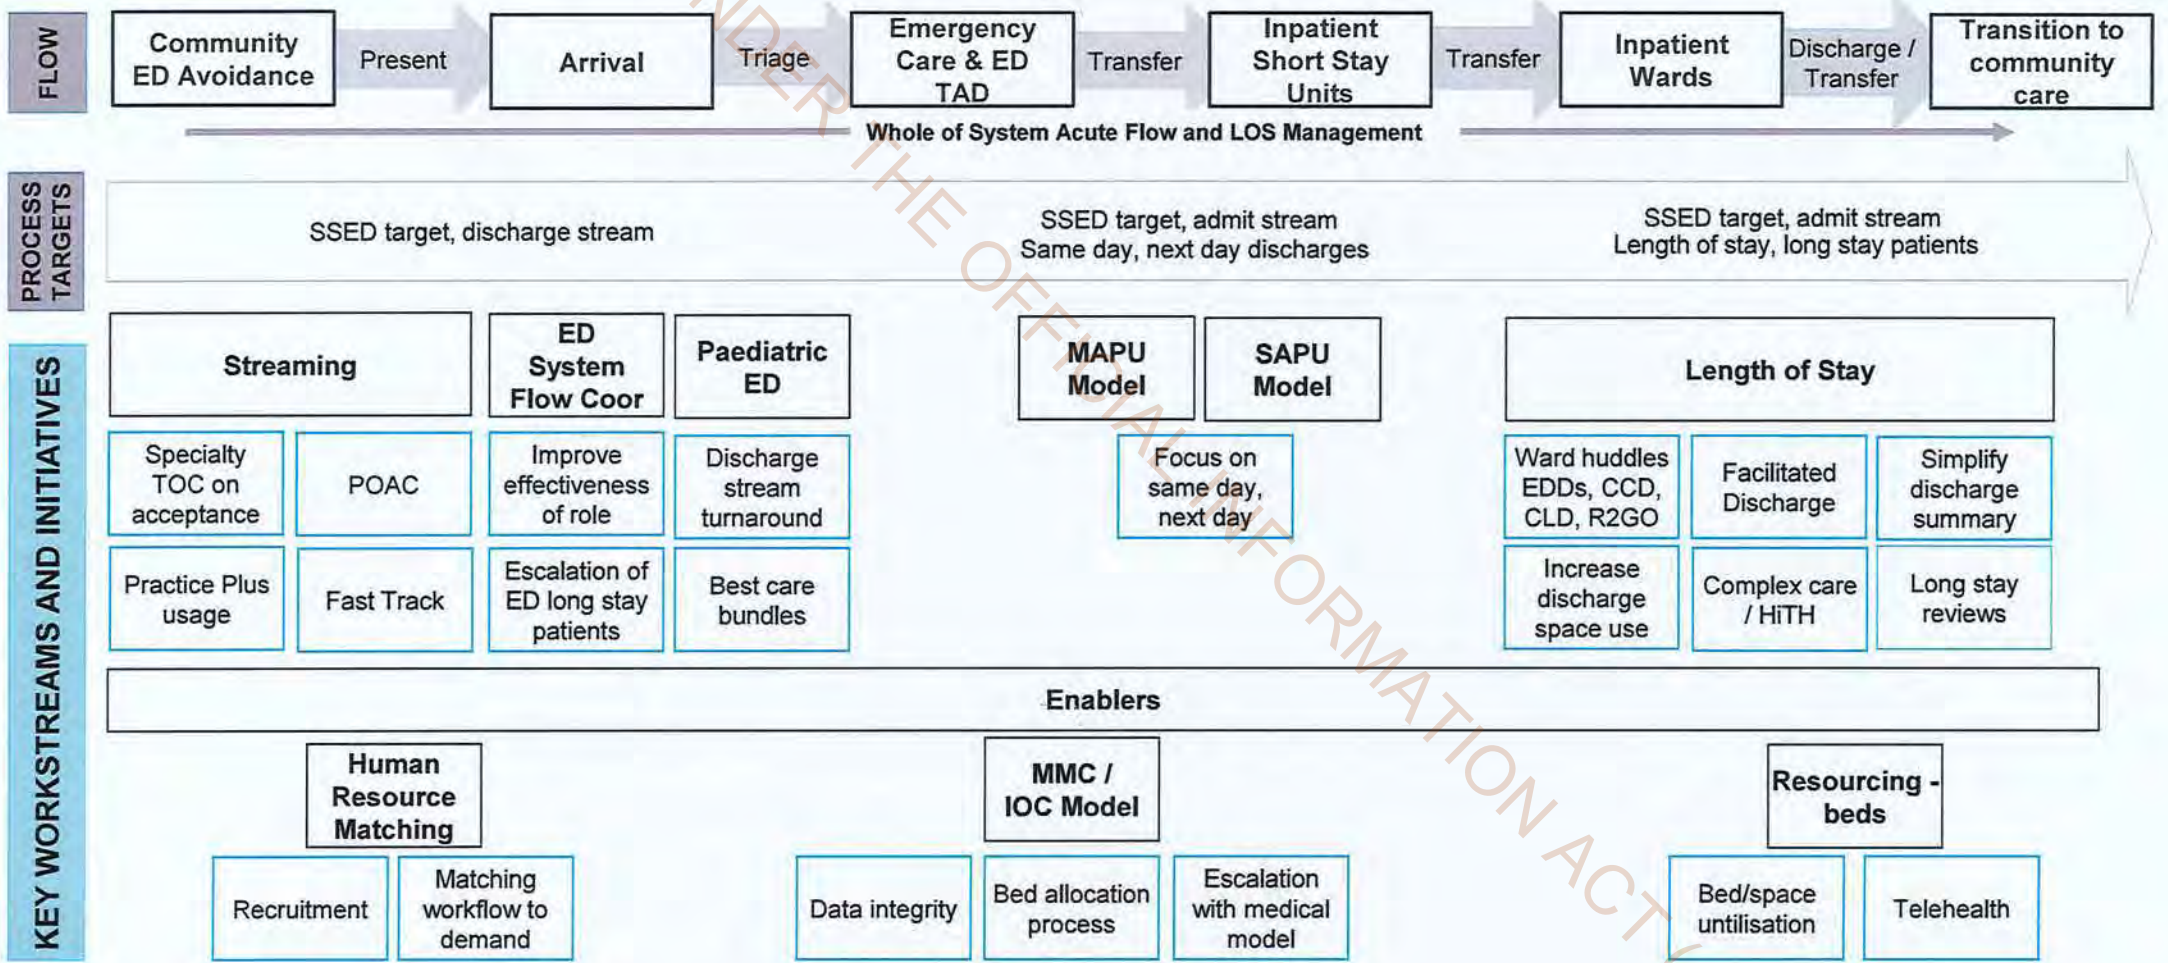 FLOW
Community
ED Avoidance
Present
Arrival
Triage
Emergency
Care & ED
TAD
Transfer
Inpatient
Short Stay
Units
Transfer
Inpatient
Wards
Discharge /
Transfer
Transition to
community
care
Whole of System Acute Flow and LOS Management
PROCESS
TARGETS
SSED target, discharge stream
SSED target, admit stream
Same day, next day discharges
SSED target, admit stream
Length of stay, long stay patients
KEY WORKSTREAMS AND INITIATIVES
Streaming
ED
System
Flow Coor
Paediatric
ED
MAPU
Model
SAPU
Model
Length of Stay
Specialty
TOC on
acceptance
POAC
Improve
effectiveness
of role
Discharge
stream
turnaround
Focus on
same day,
next day
Ward huddles
EDDs, CCD,
CLD, R2GO
Facilitated
Discharge
Simplify
discharge
summary
Practice Plus
usage
Fast Track
Escalation of
ED long stay
patients
Best care
bundles
Increase
discharge
space use
Complex care
/ HiTH
Long stay
reviews
Enablers
Human
Resource
Matching
MMC /
IOC Model
Resourcing -
beds
Recruitment
Matching
workflow to
demand
Data integrity
Bed allocation
process
Escalation
with medical
model
Bed/space
untilisation
Telehealth
THE OFFICIAL INFORMATION ACT